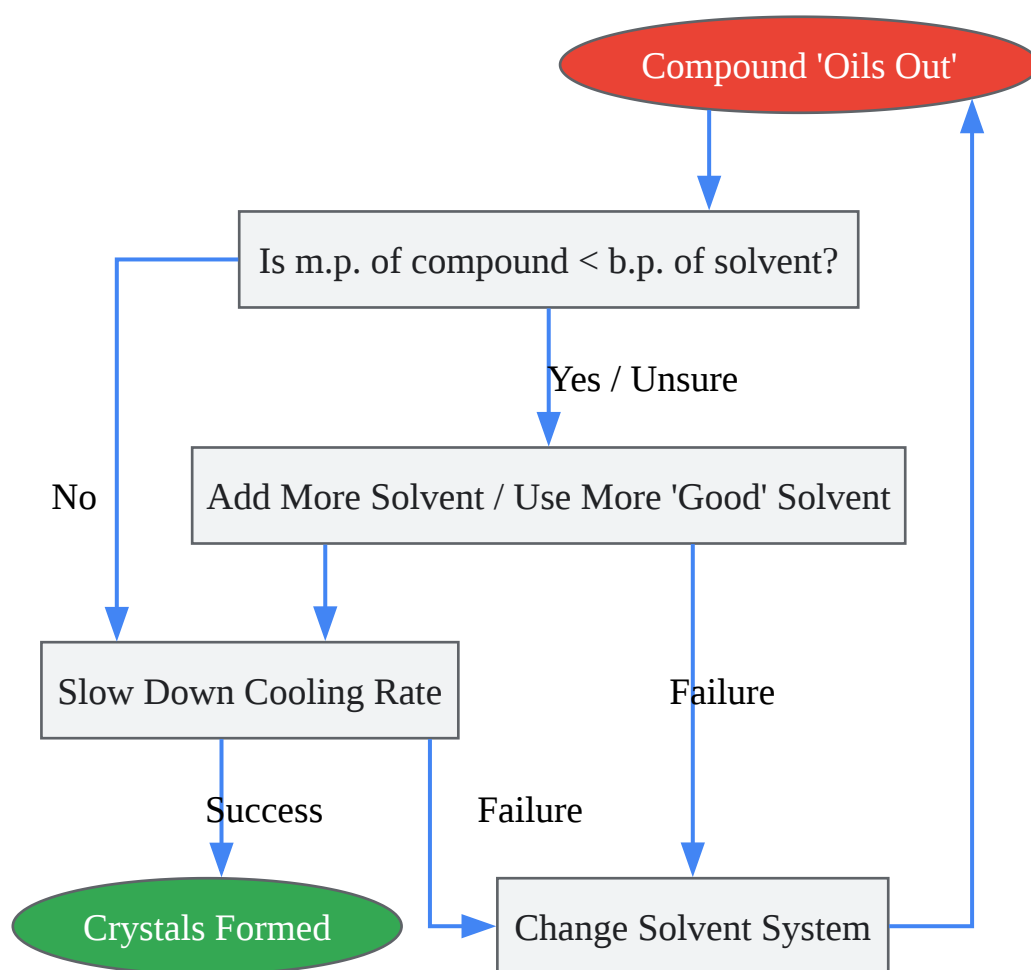 Compound 'Oils Out'
Is m.p. of compound < b.p. of solvent?
Yes / Unsure
Add More Solvent / Use More 'Good' Solvent
No
Slow Down Cooling Rate
Failure
Success
Failure
Crystals Formed
Change Solvent System